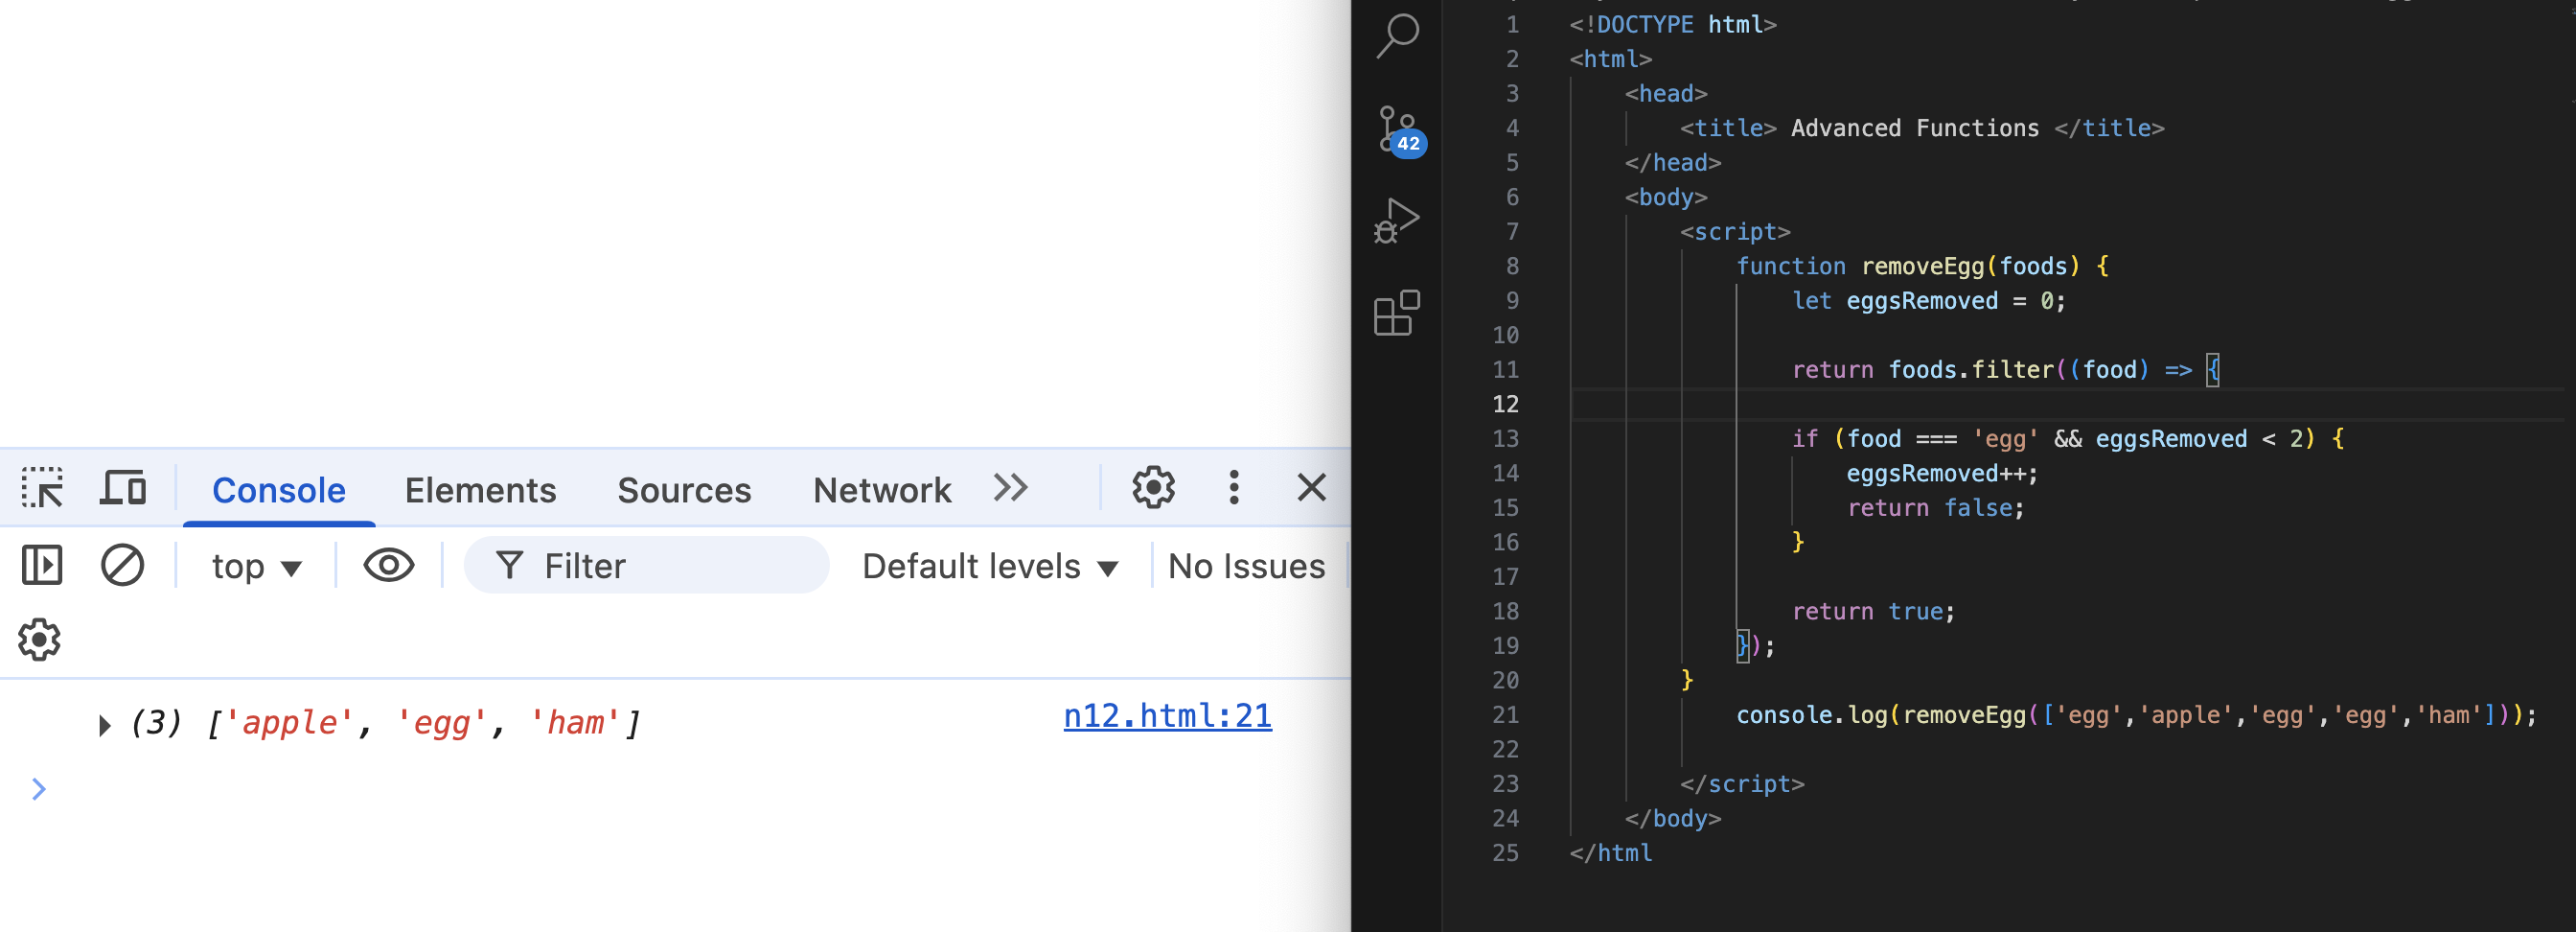 Console Elements Sources Network
top Filter Default levels No Issues
(3) ['apple', 'egg', 'ham'] n12.html:21
42
1 <!DOCTYPE html>
2 <html>
3 <head>
4 <title> Advanced Functions </title>
5 </head>
6 <body>
7 <script>
8 function removeEgg(foods) {
9 let eggsRemoved = 0;
10
11 return foods.filter((food) => {
12
13 if (food === 'egg' && eggsRemoved < 2) {
14 eggsRemoved++;
15 return false;
16 }
17
18 return true;
19 });
20 }
21 console.log(removeEgg(['egg','apple','egg','egg','ham']));
22
23 </script>
24 </body>
25 </html